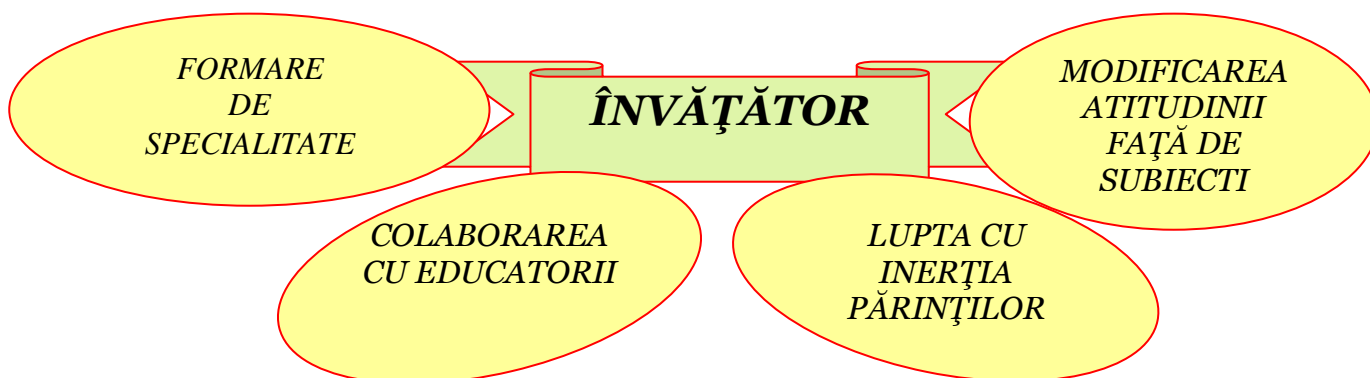 FORMARE
DE
SPECIALITATE
ÎNVĂŢĂTOR
MODIFICAREA
ATITUDINII
FAŢĂ DE
SUBIECTI
COLABORAREA
CU EDUCATORII
LUPTA CU
INERŢIA
PĂRINŢILOR